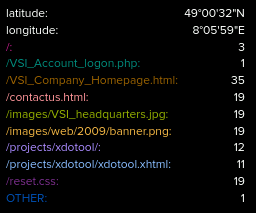 latitude: 49°00'32"N
longitude: 8°05'59"E
/: 3
/VSI_Account_logon.php: 1
/VSI_Company_Homepage.html: 35
/contactus.html: 19
/images/VSI_headquarters.jpg: 19
/images/web/2009/banner.png: 19
/projects/xdotool/: 12
/projects/xdotool/xdotool.xhtml: 11
/reset.css: 19
OTHER: 1